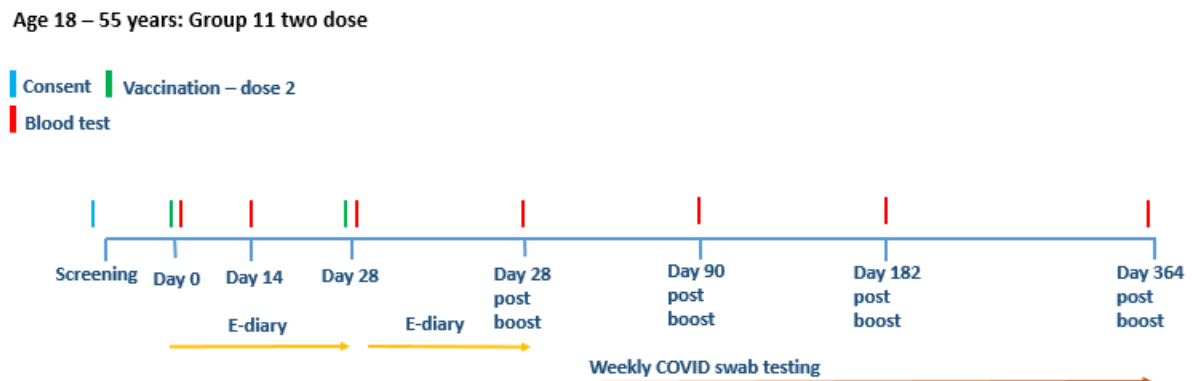 Age 18 – 55 years: Group 11 two dose
Consent
Vaccination – dose 2
Blood test
Screening
Day 0
Day 14
Day 28
Day 28
post
boost
Day 90
post
boost
Day 182
post
boost
Day 364
post
boost
E-diary
E-diary
Weekly COVID swab testing